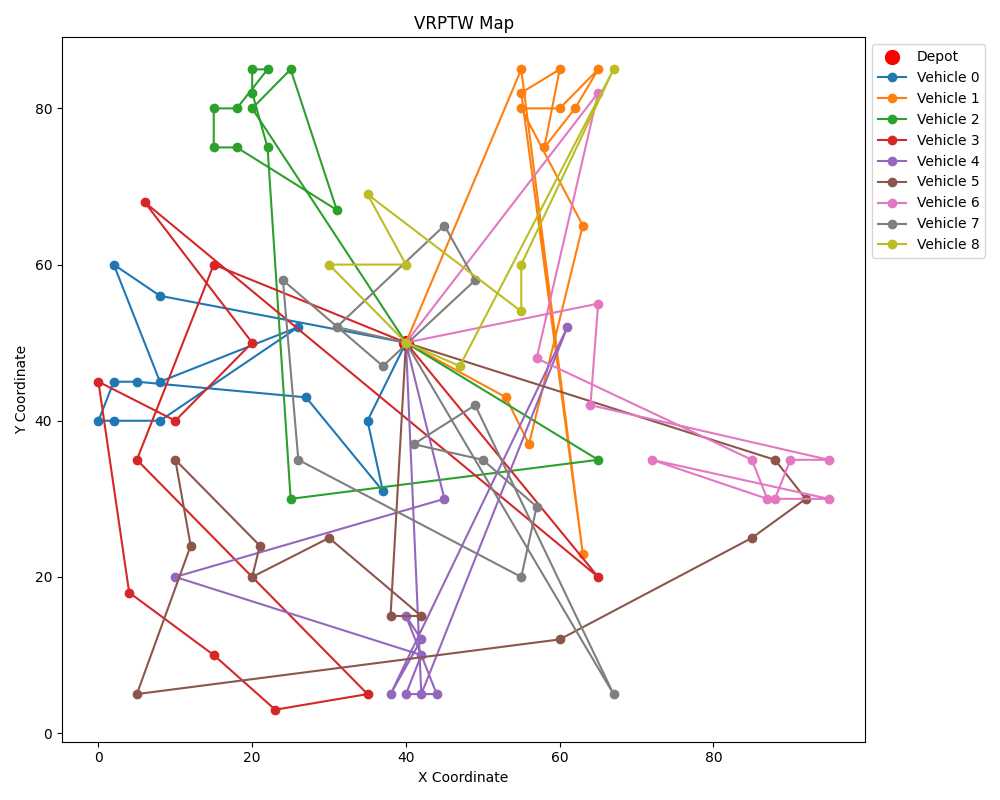 VRPTW Map
Depot
Vehicle 0
Vehicle 1
Vehicle 2
Vehicle 3
Vehicle 4
Vehicle 5
Vehicle 6
Vehicle 7
Vehicle 8
Y Coordinate
80
60
40
20
0
0 20 40 60 80
X Coordinate